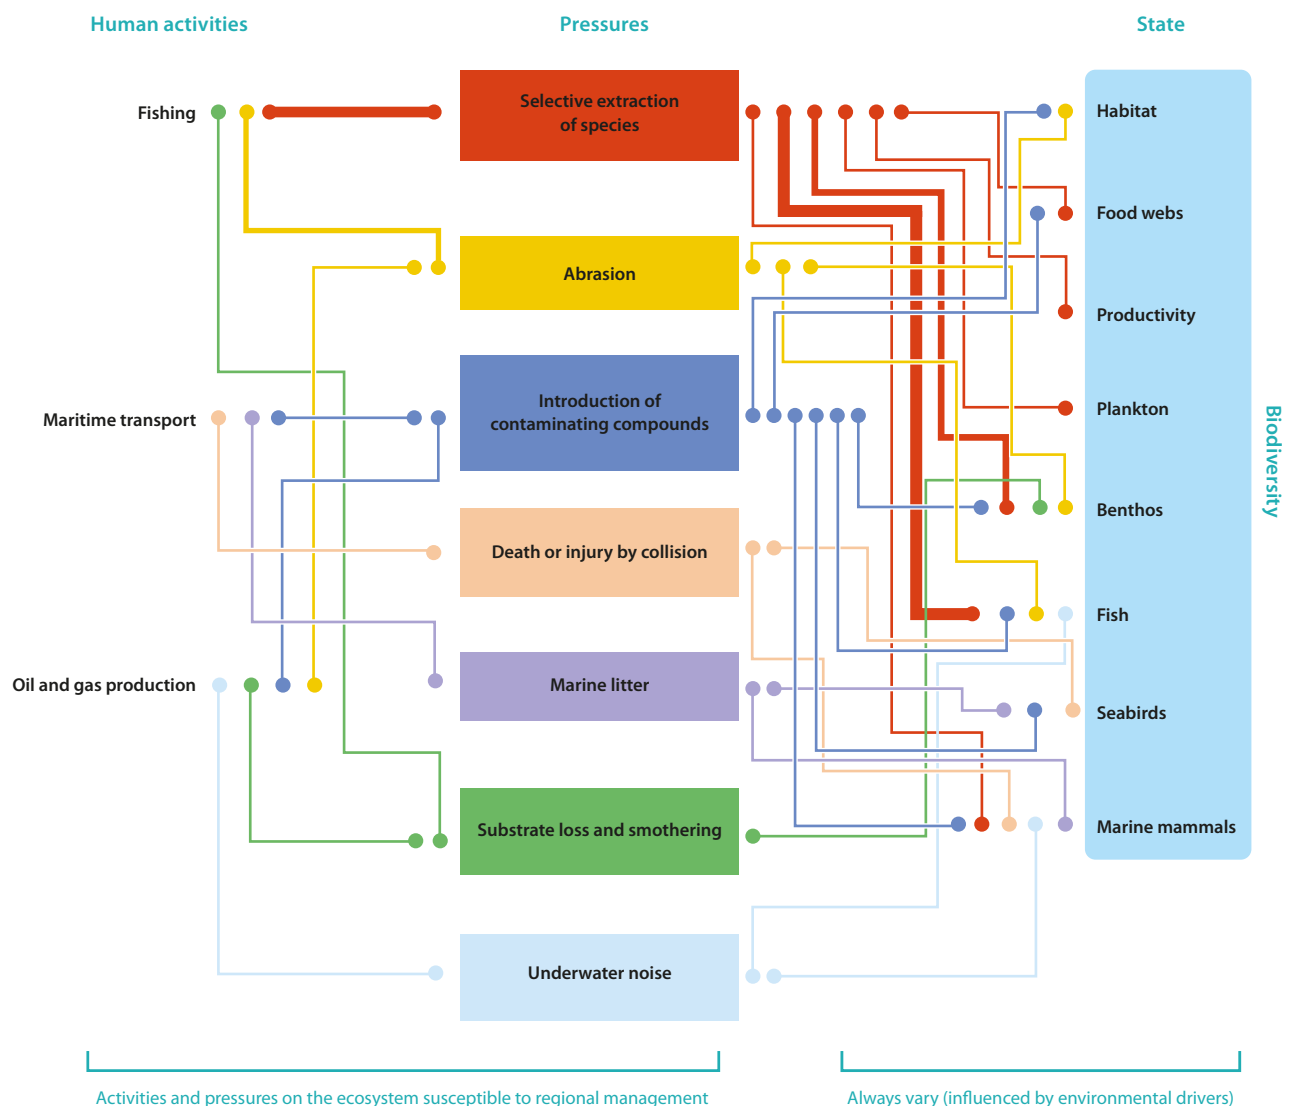 Human activities
Pressures
State
Fishing
Maritime transport
Oil and gas production
Selective extraction
of species
Abrasion
Introduction of
contaminating compounds
Death or injury by collision
Marine litter
Substrate loss and smothering
Underwater noise
Habitat
Food webs
Productivity
Plankton
Benthos
Fish
Seabirds
Marine mammals
Biodiversity
Activities and pressures on the ecosystem susceptible to regional management
Always vary (influenced by environmental drivers)